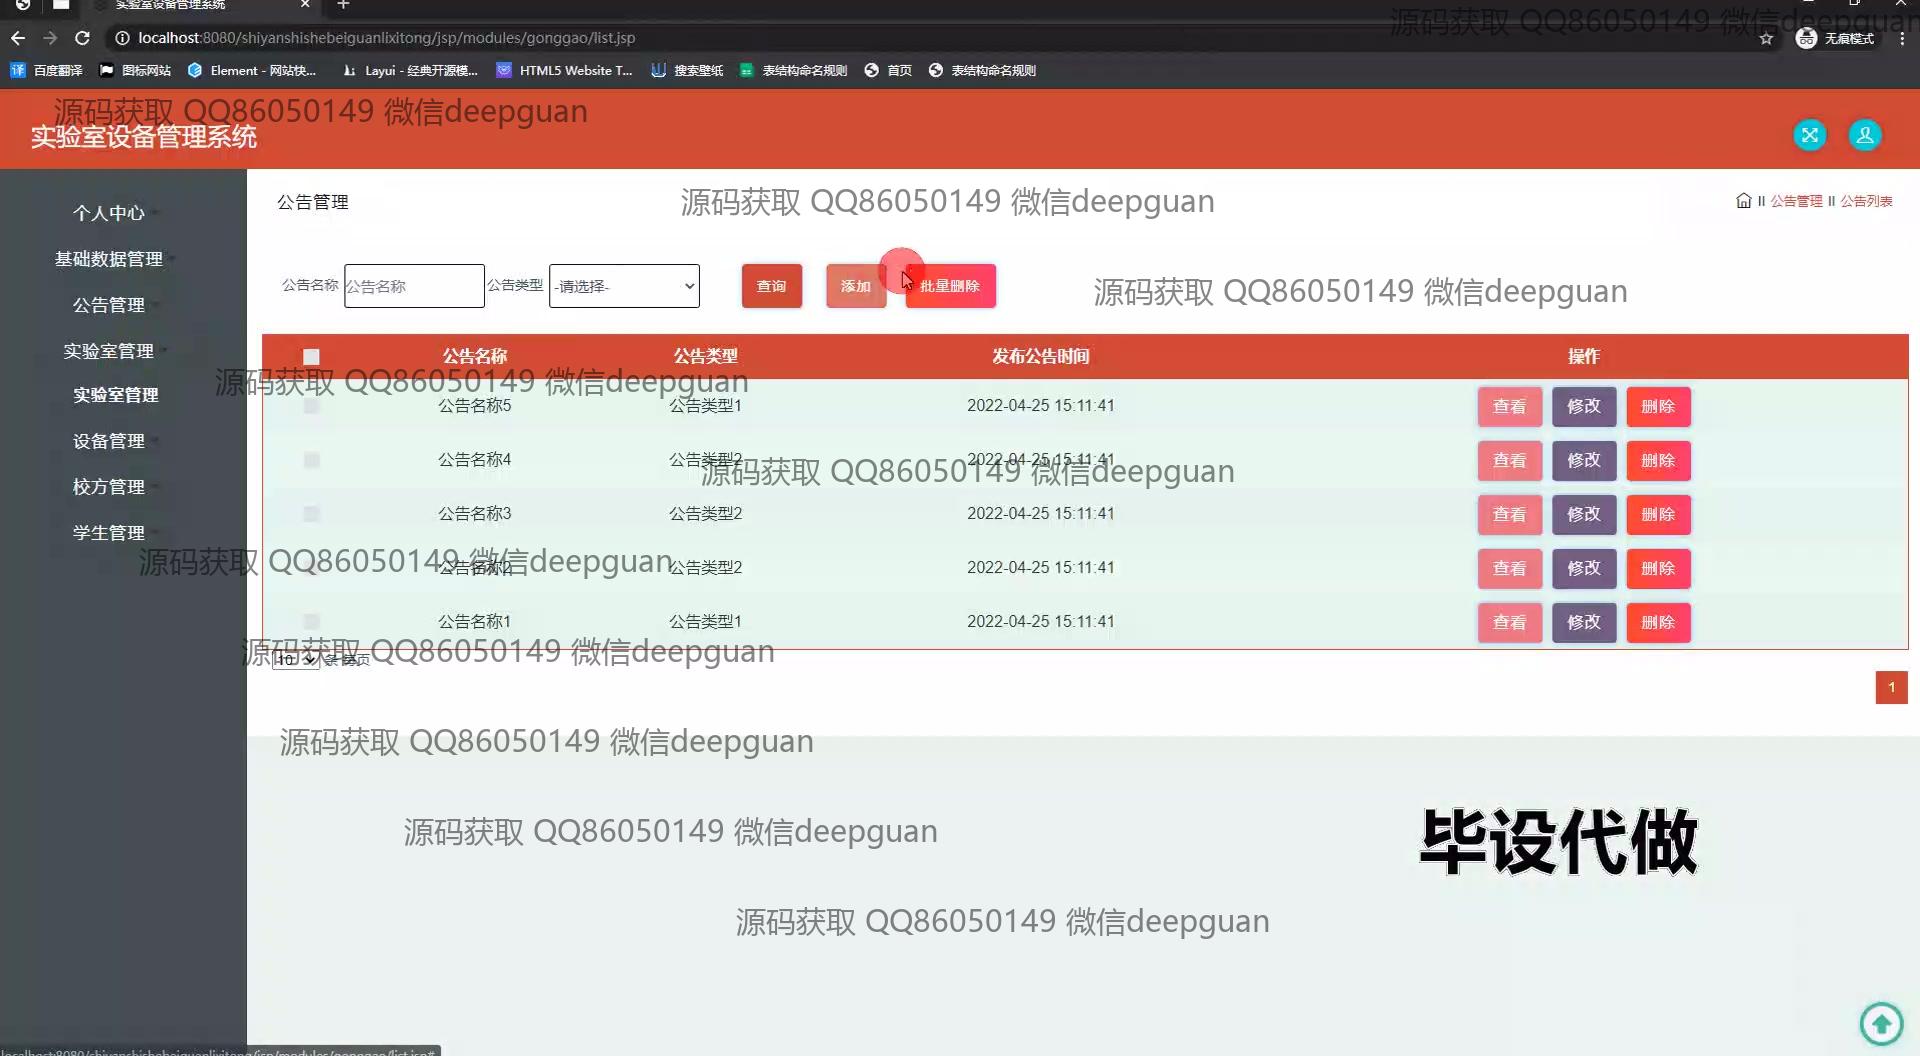 实验室设备管理系统
源码获取 QQ86050149 微信deepguan
localhost:8080/shiyanshishebeiguanlixitong/jsp/modules/gonggao/list.jsp
无痕模式
百度翻译 图标网站 Element - 网站快... Layui - 经典开源模... HTML5 Website T... 搜索壁纸 表结构命名规则 首页 表结构命名规则
源码获取 QQ86050149 微信deepguan
实验室设备管理系统
个人中心
基础数据管理
公告管理
实验室管理
实验室管理
设备管理
校方管理
学生管理
公告管理
源码获取 QQ86050149 微信deepguan
公告管理 公告列表
公告名称 公告名称 公告类型 -请选择- 查询 添加 批量删除
源码获取 QQ86050149 微信deepguan
公告名称 公告类型 发布公告时间 操作
源码获取 QQ86050149 微信deepguan
公告名称5 公告类型1 2022-04-25 15:11:41 查看 修改 删除
公告名称4 公告类型2 2022-04-25 15:11:41 查看 修改 删除
源码获取 QQ86050149 微信deepguan
公告名称3 公告类型2 2022-04-25 15:11:41 查看 修改 删除
源码获取 QQ86050149 微信deepguan
公告名称2 公告类型2 2022-04-25 15:11:41 查看 修改 删除
公告名称1 公告类型1 2022-04-25 15:11:41 查看 修改 删除
源码获取 QQ86050149 微信deepguan
10 条 每页
1
源码获取 QQ86050149 微信deepguan
源码获取 QQ86050149 微信deepguan
毕设代做
源码获取 QQ86050149 微信deepguan